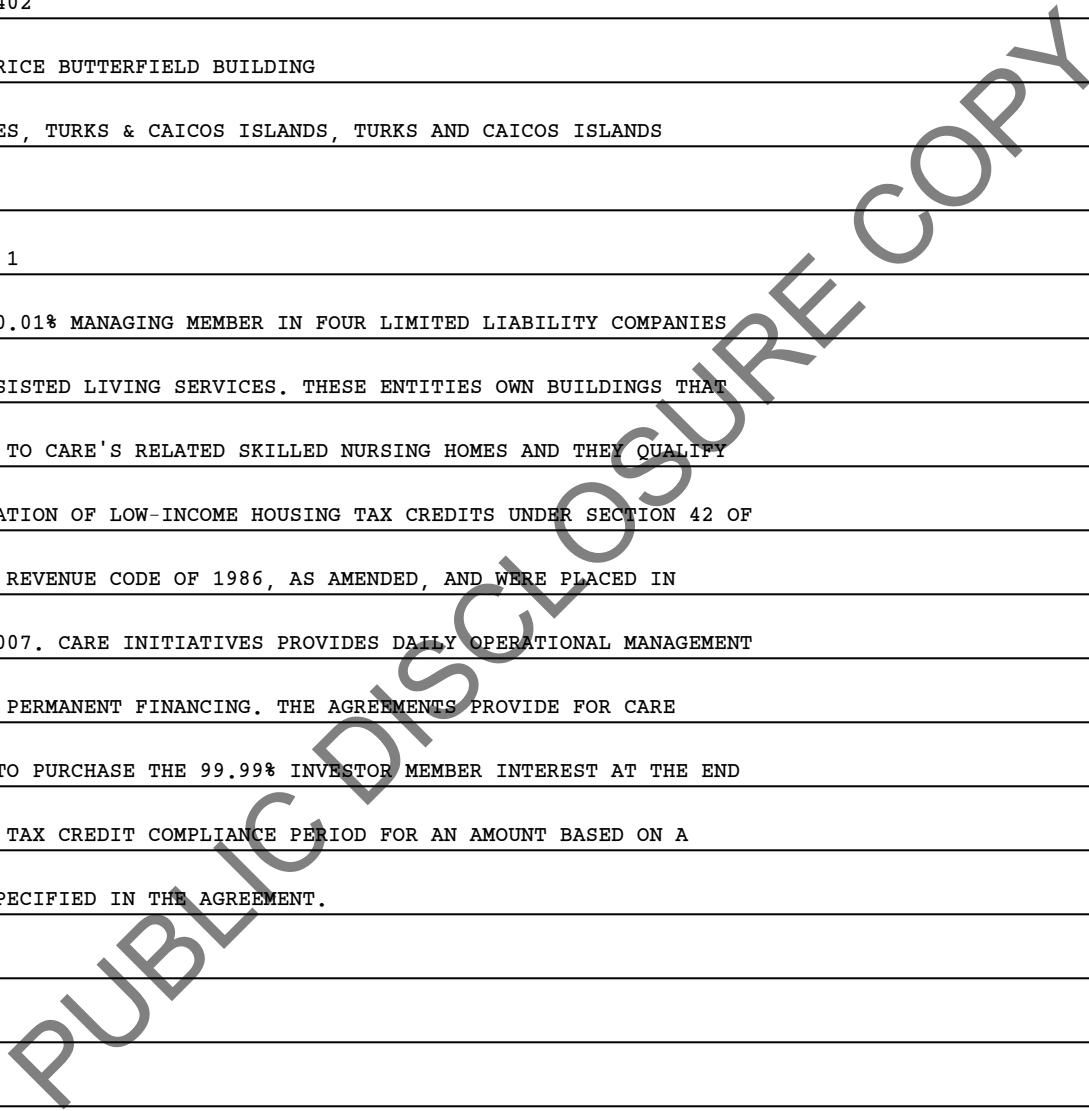 402
RICE BUTTERFIELD BUILDING
ES, TURKS & CAICOS ISLANDS, TURKS AND CAICOS ISLANDS
1
0.01% MANAGING MEMBER IN FOUR LIMITED LIABILITY COMPANIES
SISTED LIVING SERVICES. THESE ENTITIES OWN BUILDINGS THAT
TO CARE'S RELATED SKILLED NURSING HOMES AND THEY QUALIFY
ATION OF LOW-INCOME HOUSING TAX CREDITS UNDER SECTION 42 OF
REVENUE CODE OF 1986, AS AMENDED, AND WERE PLACED IN
007. CARE INITIATIVES PROVIDES DAILY OPERATIONAL MANAGEMENT
PERMANENT FINANCING. THE AGREEMENTS PROVIDE FOR CARE
TO PURCHASE THE 99.99% INVESTOR MEMBER INTEREST AT THE END
TAX CREDIT COMPLIANCE PERIOD FOR AN AMOUNT BASED ON A
PECIFIED IN THE AGREEMENT.
PUBLIC DISCLOSURE COPY